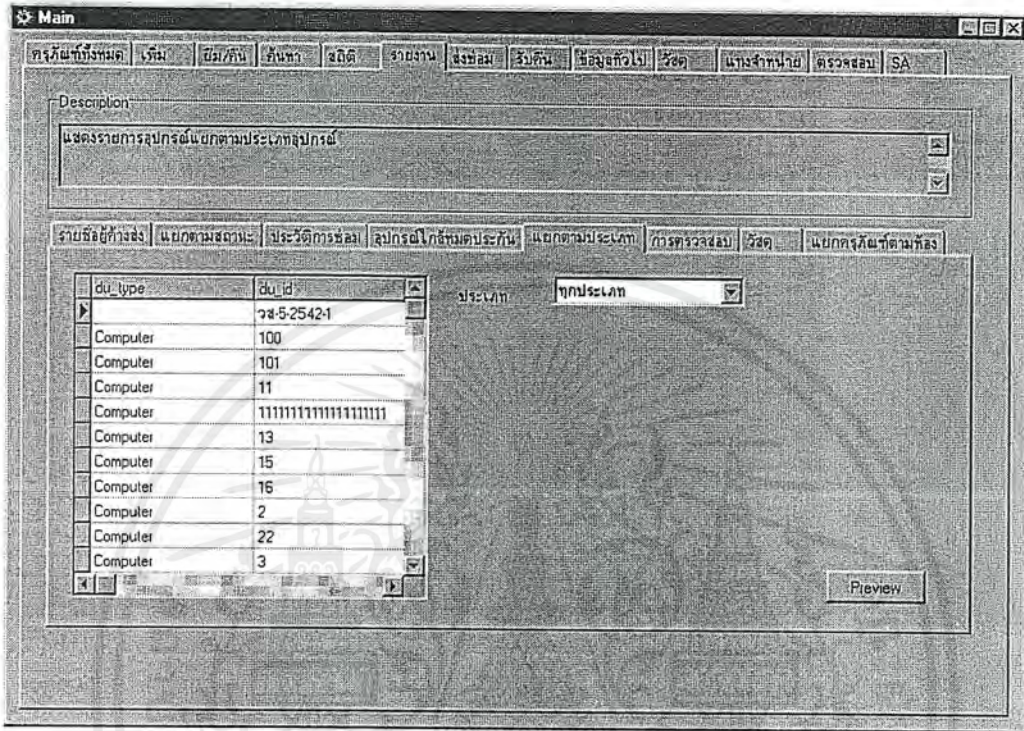 Main
ครุภัณฑ์ทั้งหมด เพิ่ม ยืม/คืน ค้นหา สถิติ รายงาน ส่งซ่อม รับคืน ข้อมูลทั่วไป วัสดุ แทงจำหน่าย ตรวจสอบ SA
Description
แสดงรายการอุปกรณ์แยกตามประเภทอุปกรณ์
รายชื่อผู้ค้างส่ง แยกตามสถานะ ประวัติการซ่อม อุปกรณ์ใกล้หมดประกัน แยกตามประเภท การตรวจสอบ วัสดุ แยกครุภัณฑ์ตามห้อง
du_type du_id
ประเภท ทุกประเภท
วส-5-2542-1
Computer 100
Computer 101
Computer 11
Computer 11111111111111111111
Computer 13
Computer 15
Computer 16
Computer 2
Computer 22
Computer 3
Preview